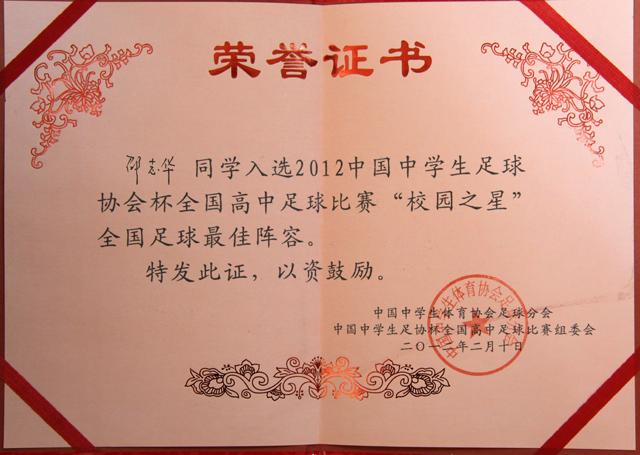 荣誉证书
邵志华 同学入选2012中国中学生足球
协会杯全国高中足球比赛“校园之星”
全国足球最佳阵容。
特发此证，以资鼓励。
中国中学生体育协会足球分会
中国中学生足协杯全国高中足球比赛组委会
二〇一二年二月十日